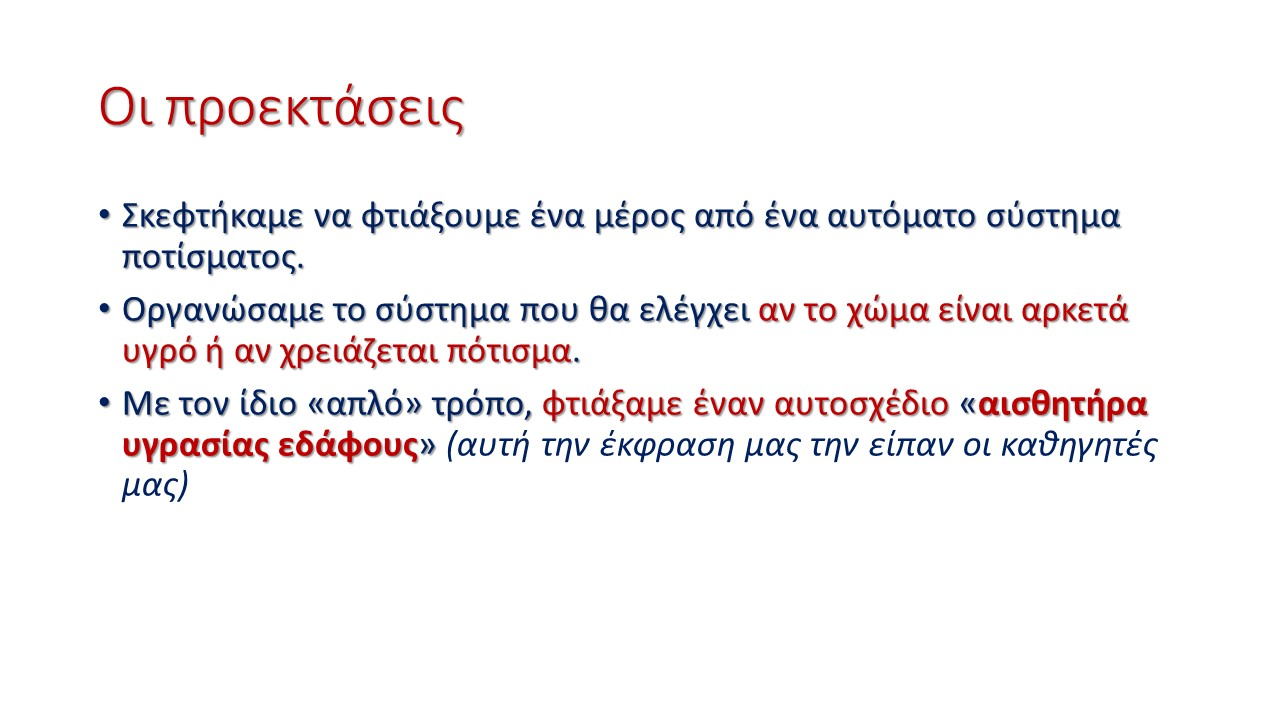 Οι προεκτάσεις
• Σκεφτήκαμε να φτιάξουμε ένα μέρος από ένα αυτόματο σύστημα
ποτίσματος.
• Οργανώσαμε το σύστημα που θα ελέγχει αν το χώμα είναι αρκετά
υγρό ή αν χρειάζεται πότισμα.
• Με τον ίδιο «απλό» τρόπο, φτιάξαμε έναν αυτοσχέδιο «αισθητήρα
υγρασίας εδάφους» (αυτή την έκφραση μας την είπαν οι καθηγητές
μας)